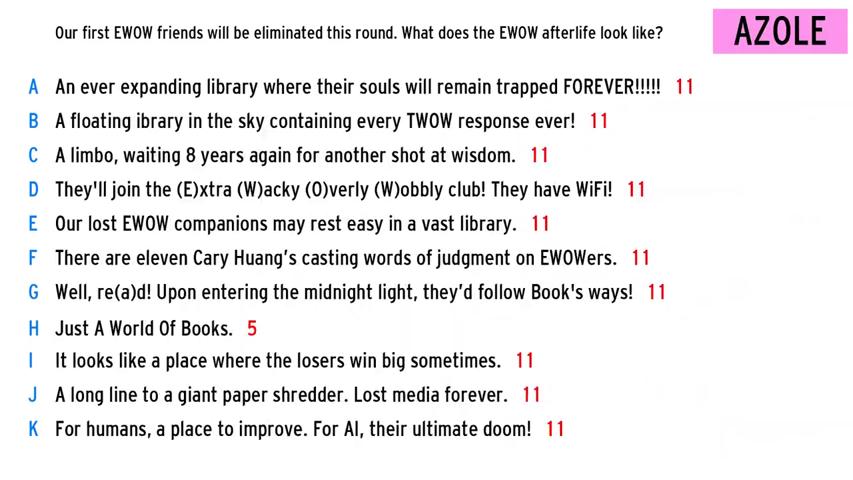 Our first EWOW friends will be eliminated this round. What does the EWOW afterlife look like?
AZOLE
A An ever expanding library where their souls will remain trapped FOREVER!!!!! 11
B A floating ibrary in the sky containing every TWOW response ever! 11
C A limbo, waiting 8 years again for another shot at wisdom. 11
D They'll join the (E)xtra (W)acky (O)verly (W)obbly club! They have WiFi! 11
E Our lost EWOW companions may rest easy in a vast library. 11
F There are eleven Cary Huang’s casting words of judgment on EWOWers. 11
G Well, re(a)d! Upon entering the midnight light, they’d follow Book's ways! 11
H Just A World Of Books. 5
I It looks like a place where the losers win big sometimes. 11
J A long line to a giant paper shredder. Lost media forever. 11
K For humans, a place to improve. For AI, their ultimate doom! 11